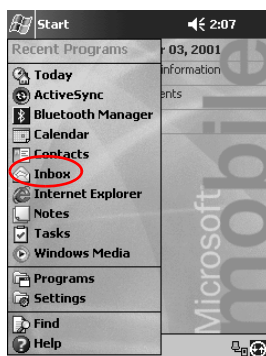 Start 2:07
Recent Programs r 03, 2001
Today information
ActiveSync ents
Bluetooth Manager
Calendar
Contacts
Inbox
Internet Explorer
Notes
Tasks
Windows Media
Programs
Settings
Find
Help
Microsoft
mobile